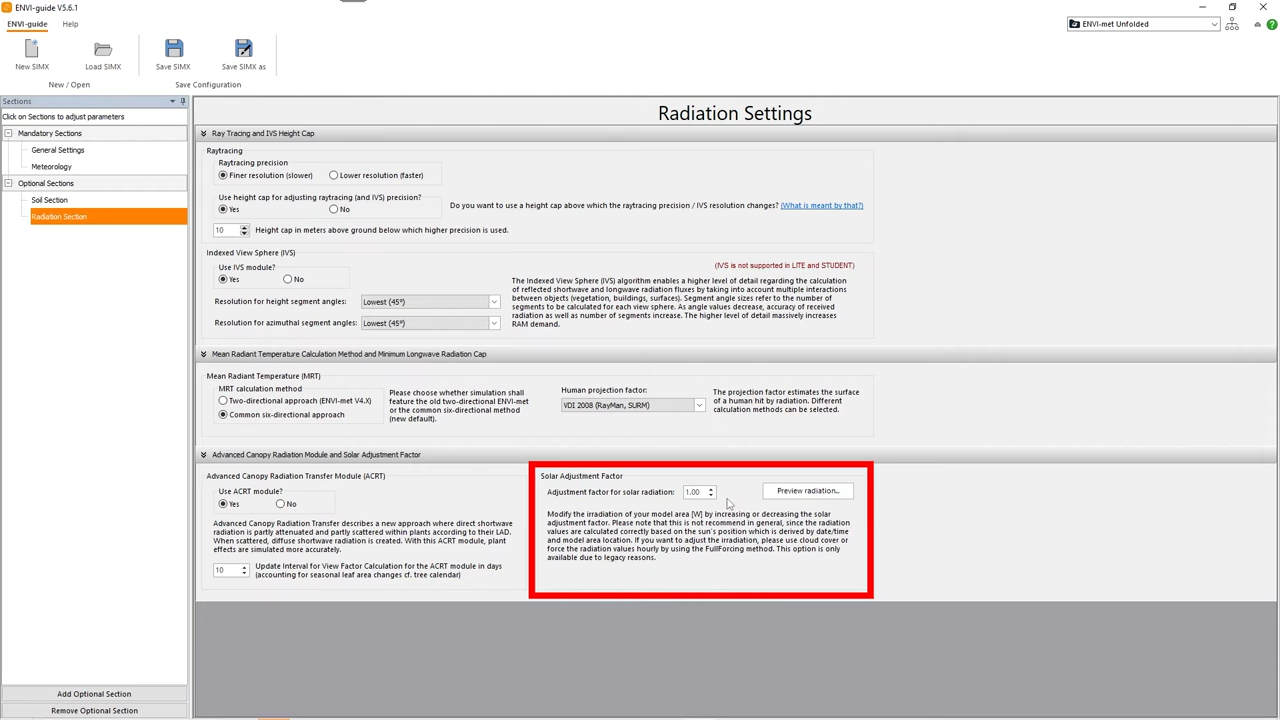 ENVI-guide V5.6.1
ENVI-guide Help
ENVI-met Unfolded
New SIMX Load SIMX Save SIMX Save SIMX as
New / Open Save Configuration
Sections
Click on Sections to adjust parameters
Mandatory Sections
General Settings
Meteorology
Optional Sections
Soil Section
Radiation Section
Add Optional Section
Remove Optional Section
Radiation Settings
Ray Tracing and IVS Height Cap
Raytracing
Raytracing precision
Finer resolution (slower) Lower resolution (faster)
Use height cap for adjusting raytracing (and IVS) precision?
Yes No
Do you want to use a height cap above which the raytracing precision / IVS resolution changes? (What is meant by that?)
10 Height cap in meters above ground below which higher precision is used.
Indexed View Sphere (IVS)
(IVS is not supported in LITE and STUDENT)
Use IVS module?
Yes No
Resolution for height segment angles: Lowest (45°)
Resolution for azimuthal segment angles: Lowest (45°)
The Indexed View Sphere (IVS) algorithm enables a higher level of detail regarding the calculation
of reflected shortwave and longwave radiation fluxes by taking into account multiple interactions
between objects (vegetation, buildings, surfaces). Segment angle sizes refer to the number of
segments to be calculated for each view sphere. As angle values decrease, accuracy of received
radiation as well as number of segments increase. The higher level of detail massively increases
RAM demand.
Mean Radiant Temperature Calculation Method and Minimum Longwave Radiation Cap
Mean Radiant Temperature (MRT)
MRT calculation method
Two-directional approach (ENVI-met V4.X)
Common six-directional approach
Please choose whether simulation shall
feature the old two-directional ENVI-met
or the common six-directional method
(new default).
Human projection factor:
VDI 2008 (RayMan, SURM)
The projection factor estimates the surface
of a human hit by radiation. Different
calculation methods can be selected.
Advanced Canopy Radiation Module and Solar Adjustment Factor
Advanced Canopy Radiation Transfer Module (ACRT)
Use ACRT module?
Yes No
Advanced Canopy Radiation Transfer describes a new approach where direct shortwave
radiation is partly attenuated and partly scattered within plants according to their LAD.
When scattered, diffuse shortwave radiation is created. With this ACRT module, plant
effects are simulated more accurately.
10 Update Interval for View Factor Calculation for the ACRT module in days
(accounting for seasonal leaf area changes cf. tree calendar)
Solar Adjustment Factor
Adjustment factor for solar radiation: 1.00 Preview radiation...
Modify the irradiation of your model area [W] by increasing or decreasing the solar
adjustment factor. Please note that this is not recommend in general, since the radiation
values are calculated correctly based on the sun's position which is derived by date/time
and model area location. If you want to adjust the irradiation, please use cloud cover or
force the radiation values hourly by using the FullForcing method. This option is only
available due to legacy reasons.